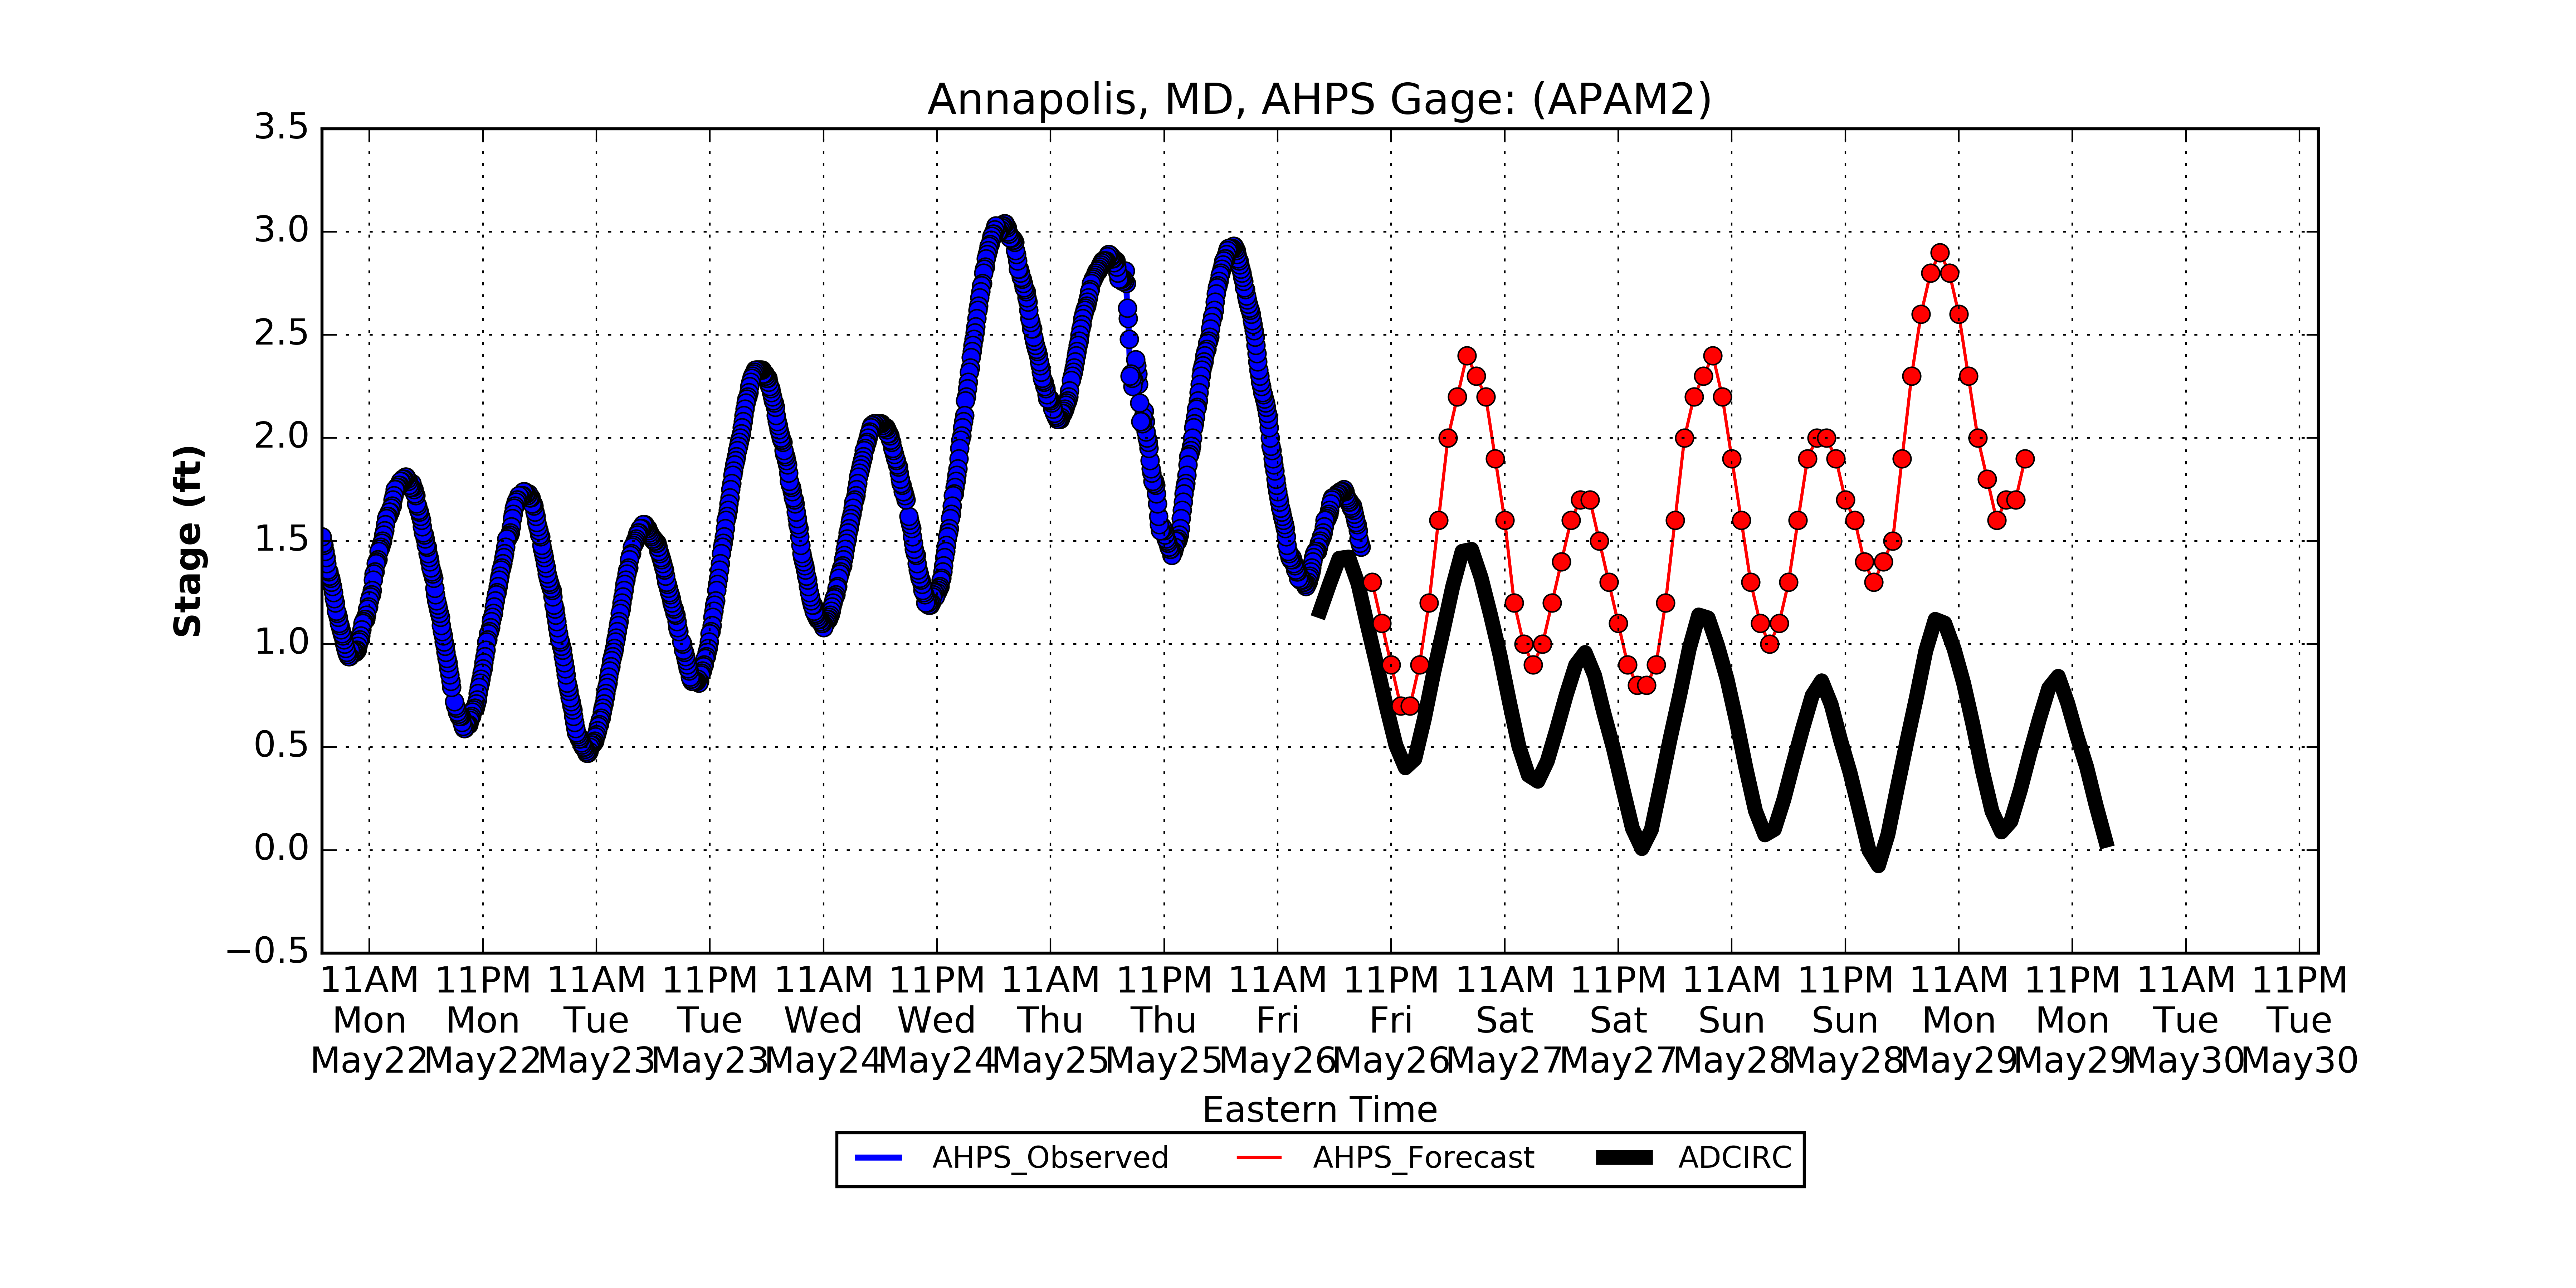 Annapolis, MD, AHPS Gage: (APAM2)
Stage (ft)
3.5
3.0
2.5
2.0
1.5
1.0
0.5
0.0
−0.5
11AM 11PM 11AM 11PM 11AM 11PM 11AM 11PM 11AM 11PM 11AM 11PM 11AM 11PM 11AM 11PM 11AM 11PM
Mon Mon Tue Tue Wed Wed Thu Thu Fri Fri Sat Sat Sun Sun Mon Mon Tue Tue
May22 May22 May23 May23 May24 May24 May25 May25 May26 May26 May27 May27 May28 May28 May29 May29 May30 May30
Eastern Time
AHPS_Observed AHPS_Forecast ADCIRC